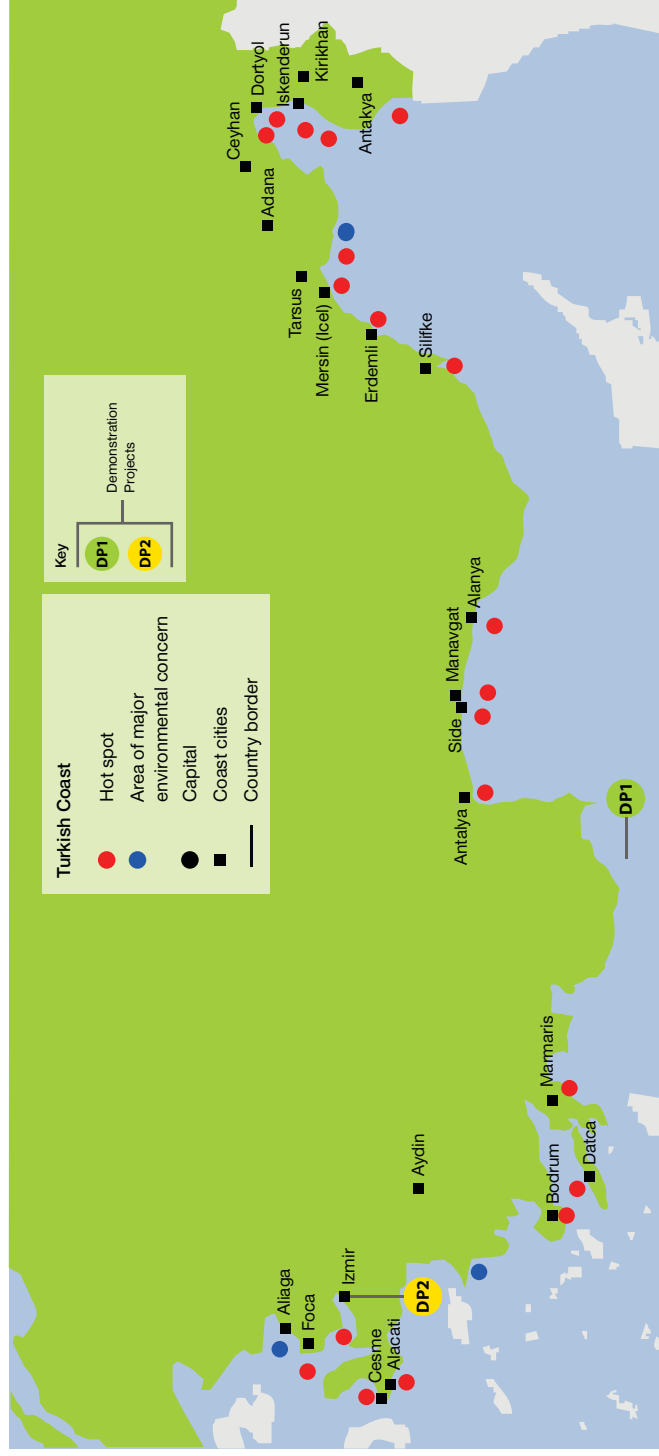 Turkish Coast
Hot spot
Area of major
environmental concern
Capital
Coast cities
Country border
Key
DP1
DP2
Demonstration
Projects
Aliaga
Foca
Izmir
Cesme
Alacati
DP2
Aydin
Bodrum
Datca
Marmaris
DP1
Antalya
Side
Manavgat
Alanya
Silifke
Erdemli
Mersin (Icel)
Tarsus
Adana
Ceyhan
Dortyol
Iskenderun
Kirikhan
Antakya